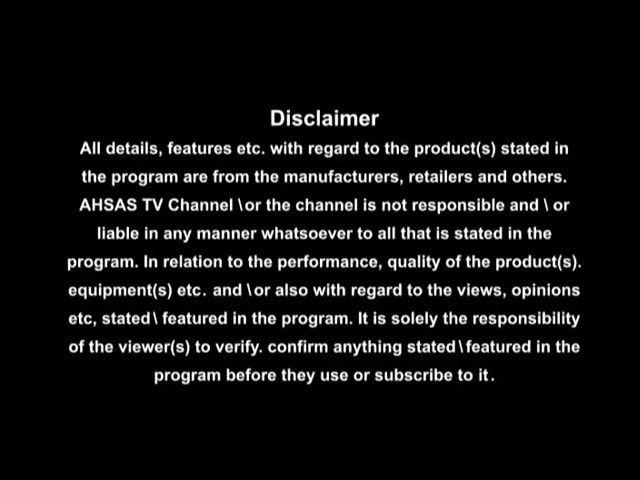 Disclaimer
All details, features etc. with regard to the product(s) stated in
the program are from the manufacturers, retailers and others.
AHSAS TV Channel \or the channel is not responsible and \ or
liable in any manner whatsoever to all that is stated in the
program. In relation to the performance, quality of the product(s).
equipment(s) etc. and \or also with regard to the views, opinions
etc, stated\ featured in the program. It is solely the responsibility
of the viewer(s) to verify. confirm anything stated\featured in the
program before they use or subscribe to it.